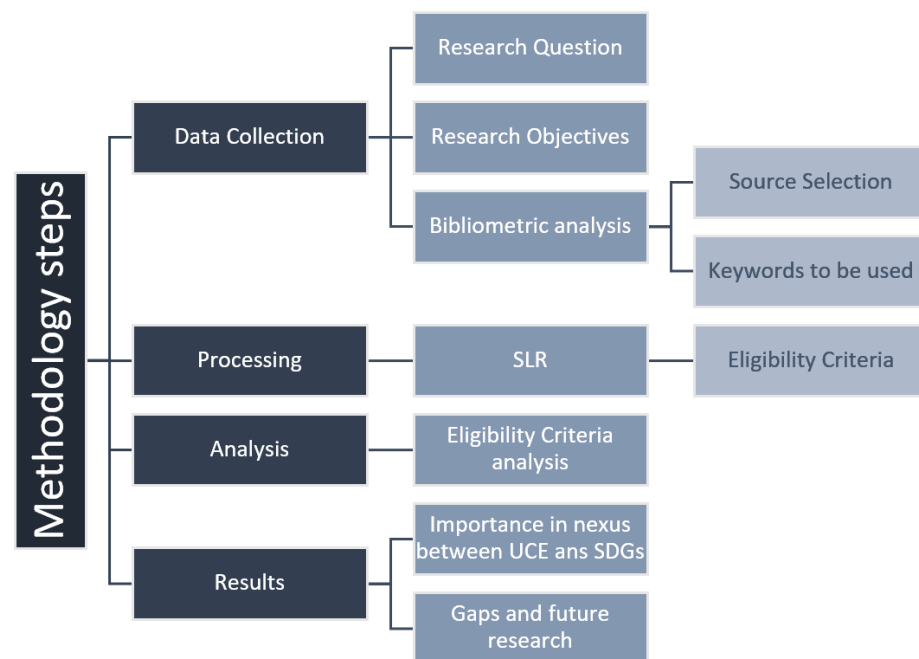 Methodology steps
Data Collection
Research Question
Research Objectives
Bibliometric analysis
Source Selection
Keywords to be used
Processing
SLR
Eligibility Criteria
Analysis
Eligibility Criteria
analysis
Results
Importance in nexus
between UCE ans SDGs
Gaps and future
research